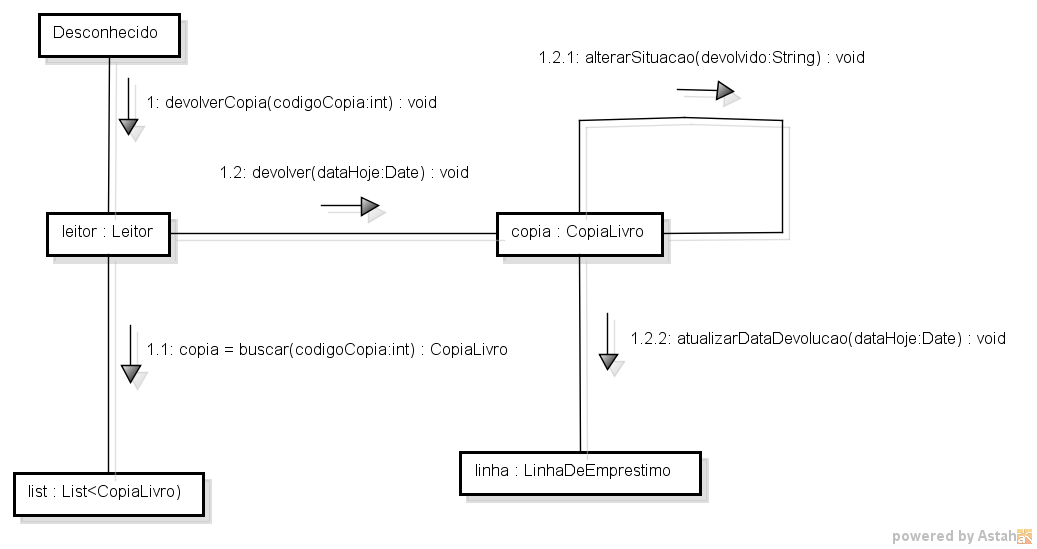 Desconhecido
1.2.1: alterarSituacao(devolvido:String) : void
1: devolverCopia(codigoCopia:int) : void
1.2: devolver(dataHoje:Date) : void
leitor : Leitor
copia : CopiaLivro
1.1: copia = buscar(codigoCopia:int) : CopiaLivro
1.2.2: atualizarDataDevolucao(dataHoje:Date) : void
linha : LinhaDeEmprestimo
list : List<CopiaLivro)
powered by Astah